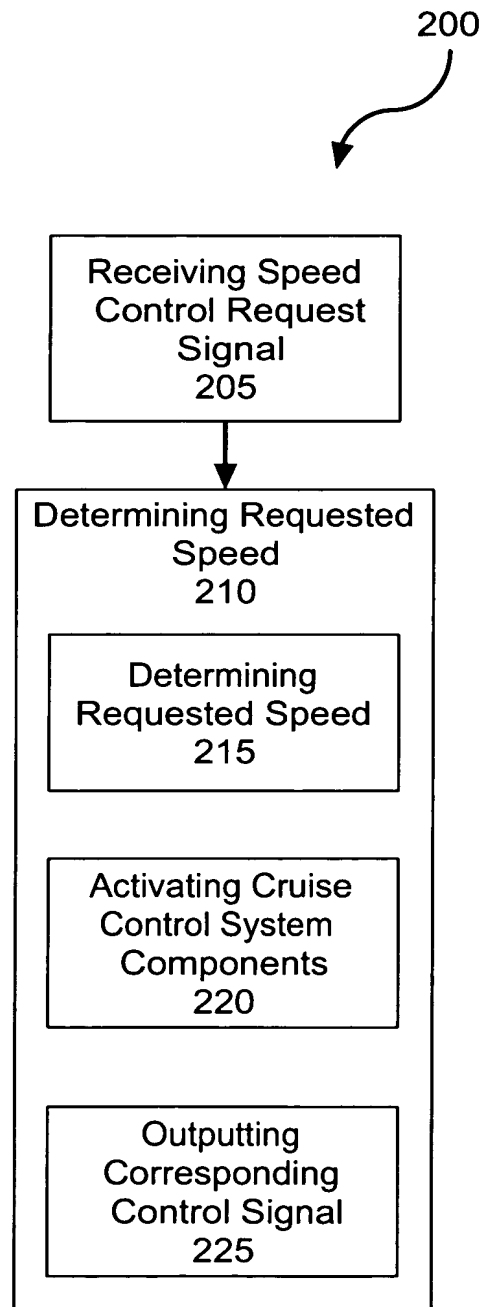 200
Receiving Speed
Control Request
Signal
205
Determining Requested
Speed
210
Determining
Requested Speed
215
Activating Cruise
Control System
Components
220
Outputting
Corresponding
Control Signal
225